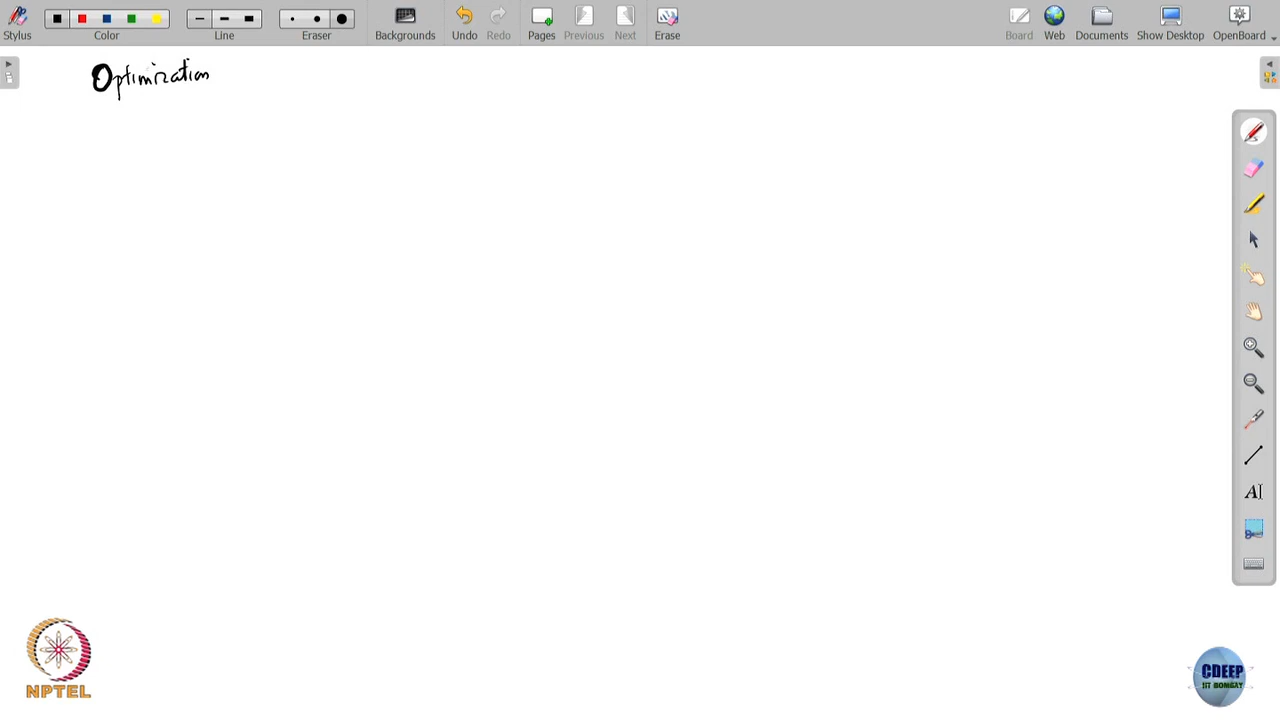 Stylus Color Line Eraser Backgrounds Undo Redo Pages Previous Next Erase Board Web Documents Show Desktop OpenBoard
Optimization
AI
NPTEL
CDEEP
IIT BOMBAY